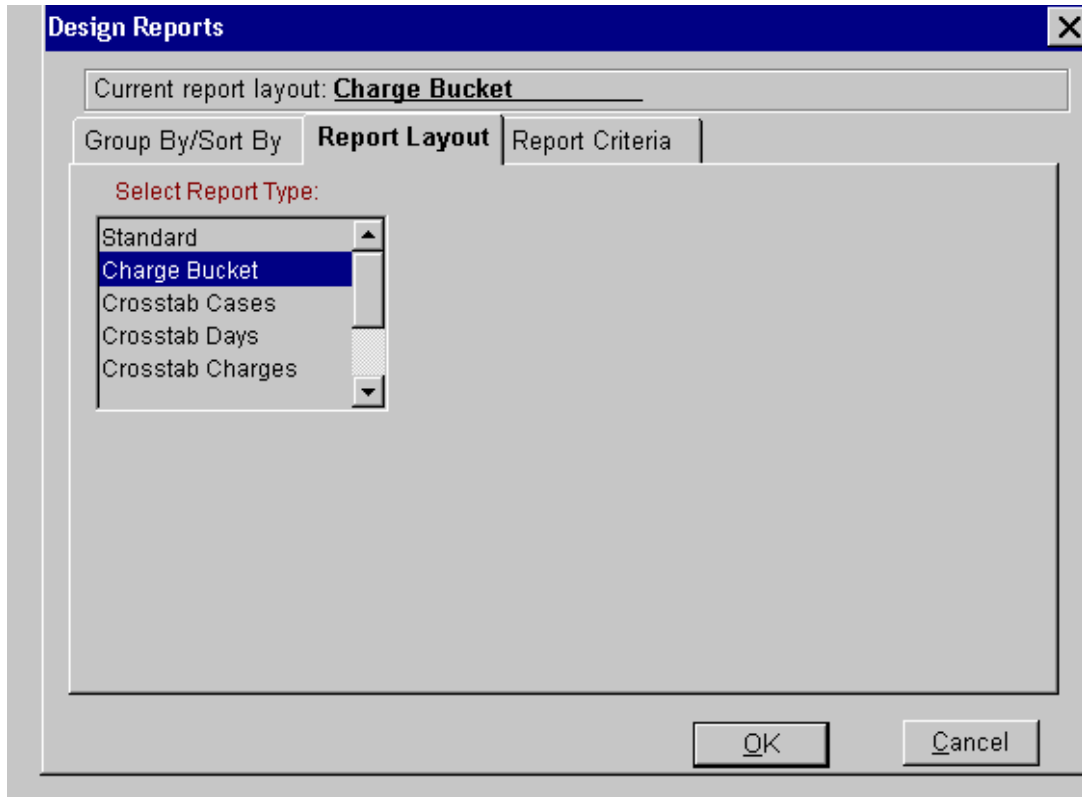 Design Reports
Current report layout: Charge Bucket
Group By/Sort By Report Layout Report Criteria
Select Report Type:
Standard
Charge Bucket
Crosstab Cases
Crosstab Days
Crosstab Charges
OK Cancel